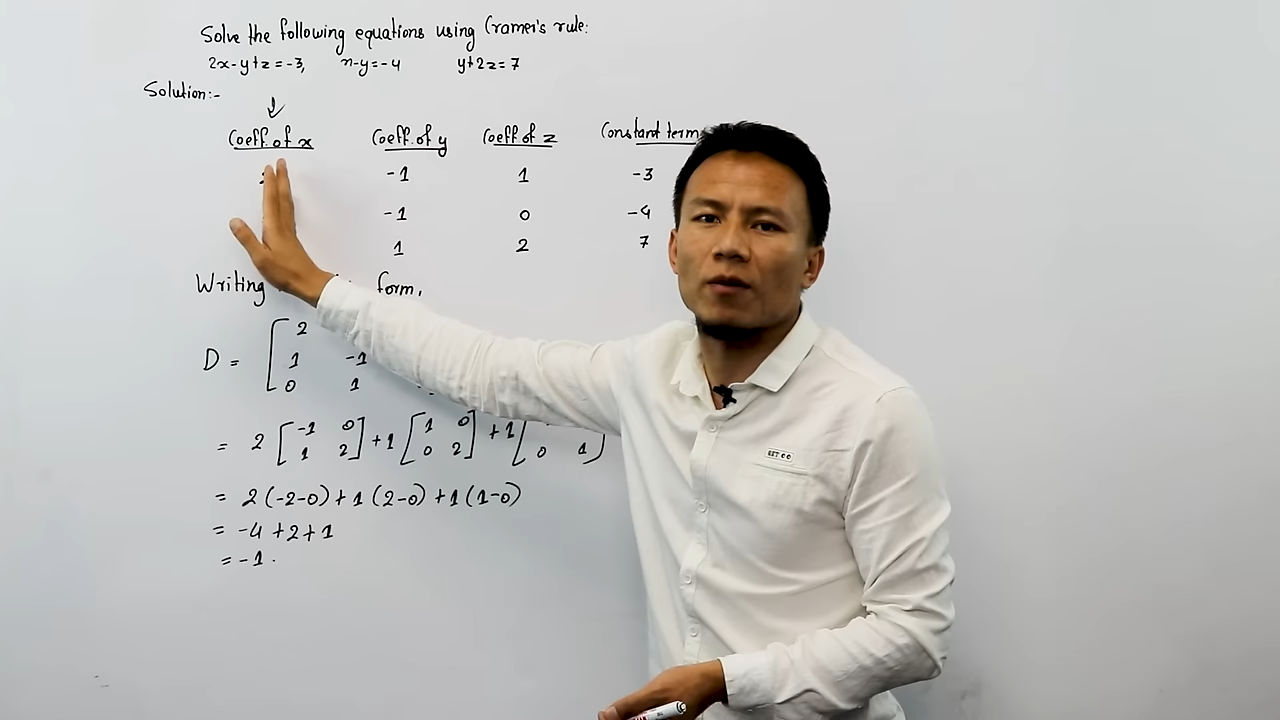 Solve the following equations using Cramer's rule:
2x-y+z=-3, x-y=-4 y+2z=7
Solution:-
Coeff. of x Coeff. of y Coeff. of z Constant term
-1 1 -3
-1 0 -4
1 2 7
Writing form,
D = [ 2
1 -1
0 1
= 2 [ -1 0 ] +1 [ 1 0 ] +1 [
1 2 0 2 0 1
= 2(-2-0)+1(2-0)+1(1-0)
= -4+2+1
= -1.